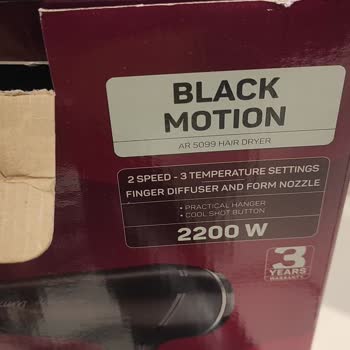 BLACK
MOTION
AR 5099 HAIR DRYER
2 SPEED - 3 TEMPERATURE SETTINGS
FINGER DIFFUSER AND FORM NOZZLE
• PRACTICAL HANGER
• COOL SHOT BUTTON
2200 W
3
YEARS
WARRANTY